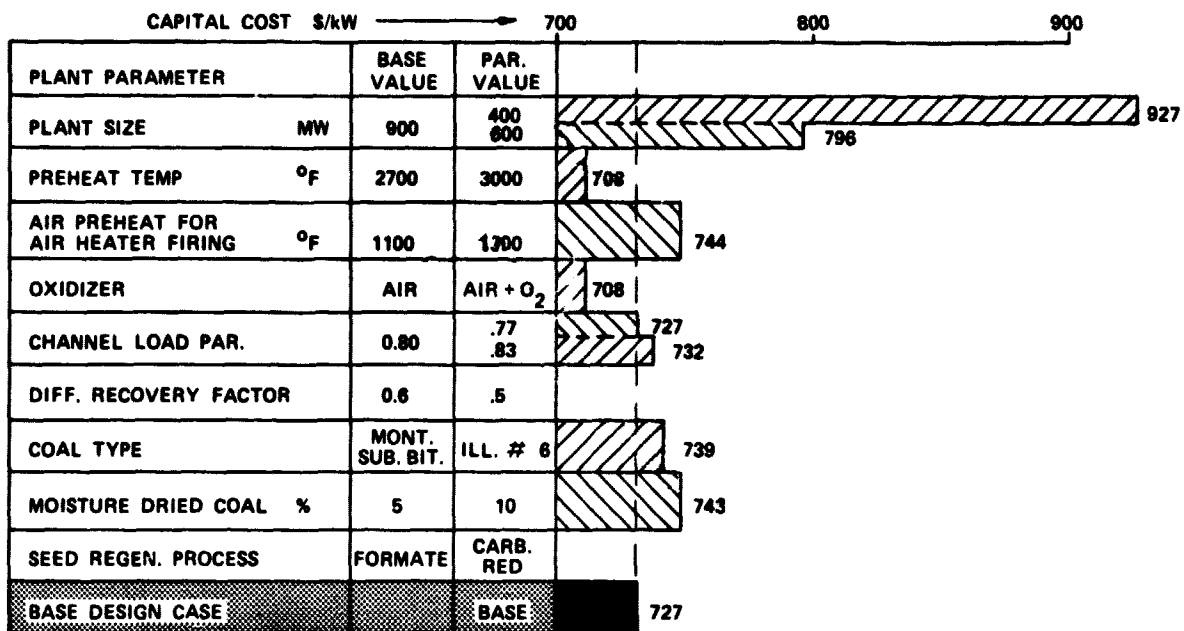 CAPITAL COST $/kW 700 800 900
PLANT PARAMETER BASE VALUE PAR. VALUE
PLANT SIZE MW 900 400 600 927 796
PREHEAT TEMP °F 2700 3000 708
AIR PREHEAT FOR
AIR HEATER FIRING °F 1100 744
OXIDIZER AIR AIR + O2 708
CHANNEL LOAD PAR. 0.80 .77 .83 727 732
DIFF. RECOVERY FACTOR 0.6 .5
COAL TYPE MONT. SUB. BIT. ILL. # 6 739
MOISTURE DRIED COAL % 5 10 743
SEED REGEN. PROCESS FORMATE CARB. RED
BASE DESIGN CASE BASE 727